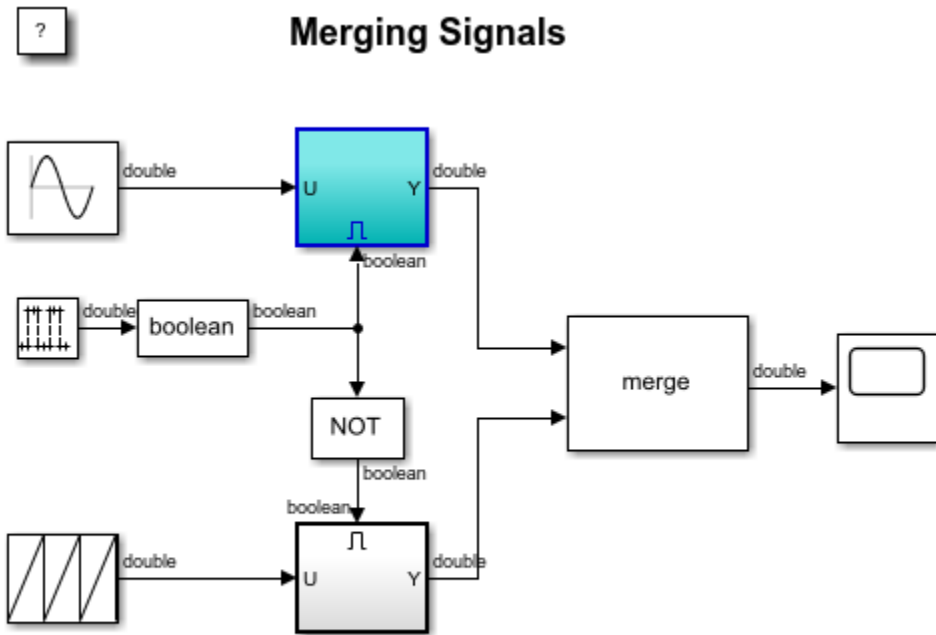 ?
Merging Signals
double
U
Y
double
boolean
double
boolean
boolean
NOT
merge
double
boolean
boolean
double
U
Y
double